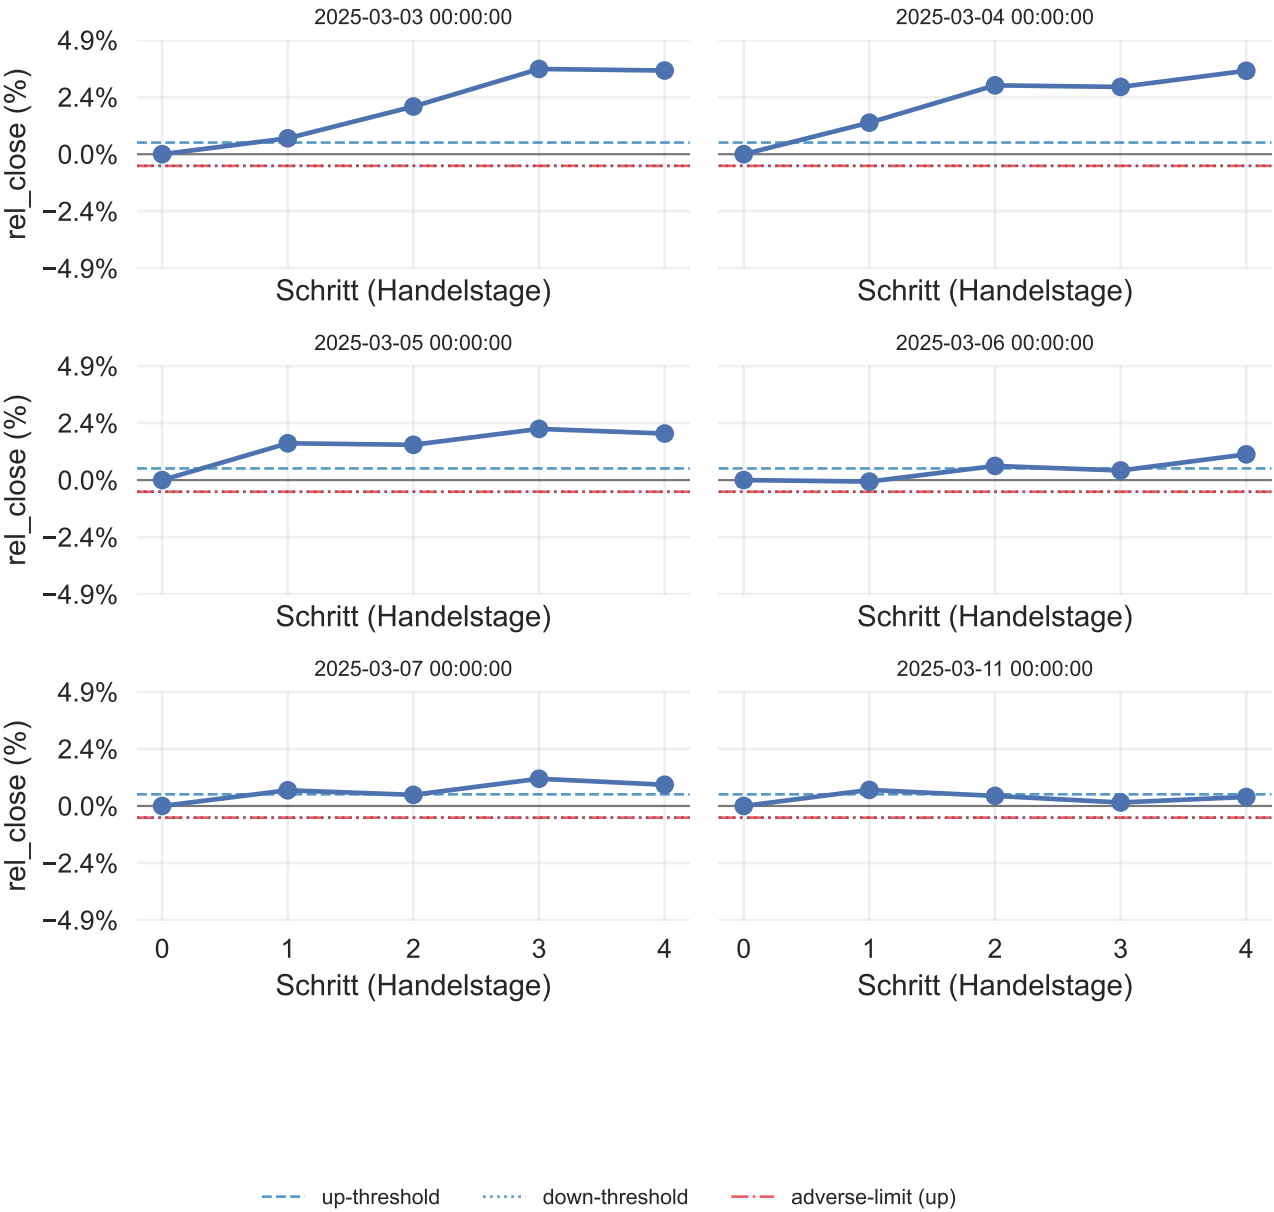 2025-03-03 00:00:00
2025-03-04 00:00:00
rel_close (%)
4.9%
2.4%
0.0%
−2.4%
−4.9%
Schritt (Handelstage)
Schritt (Handelstage)
2025-03-05 00:00:00
2025-03-06 00:00:00
rel_close (%)
4.9%
2.4%
0.0%
−2.4%
−4.9%
Schritt (Handelstage)
Schritt (Handelstage)
2025-03-07 00:00:00
2025-03-11 00:00:00
rel_close (%)
4.9%
2.4%
0.0%
−2.4%
−4.9%
0 1 2 3 4
0 1 2 3 4
Schritt (Handelstage)
Schritt (Handelstage)
up-threshold
down-threshold
adverse-limit (up)